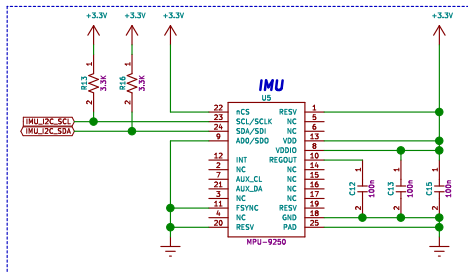 +3.3V +3.3V +3.3V +3.3V
1 1
R13 3.3K R16 3.3K
2 2
IMU
U5
IMU_I2C_SCL
IMU_I2C_SDA
22 nCS RESV 1
23 SCL/SCLK NC 5
24 SDA/SDI NC 6
9 AD0/SDO VDD 13
VDDIO 8
12 INT REGOUT 10
2 NC NC 14
7 AUX_CL NC 15
21 AUX_DA NC 16
3 NC NC 17
11 FSYNC RESV 19
4 NC GND 18
20 RESV PAD 25
MPU-9250
1 1 1
C12 100n C13 100n C15 100n
2 2 2